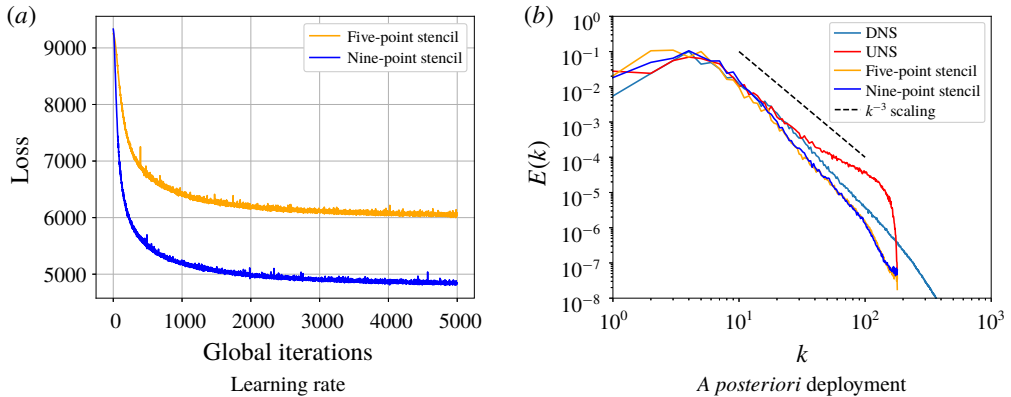 (a)
9000
8000
7000
6000
5000
Loss
Five-point stencil
Nine-point stencil
0 1000 2000 3000 4000 5000
Global iterations
Learning rate
(b)
10^0
10^-1
10^-2
10^-3
10^-4
10^-5
10^-6
10^-7
10^-8
E(k)
DNS
UNS
Five-point stencil
Nine-point stencil
k^-3 scaling
10^0 10^1 10^2 10^3
k
A posteriori deployment